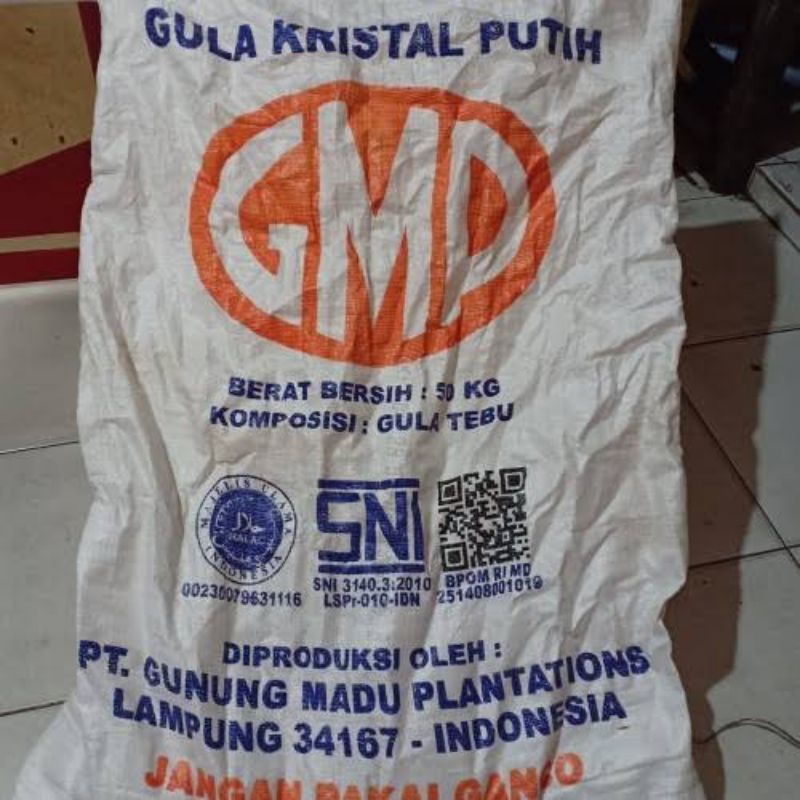 GULA KRISTAL PUTIH
GMP
BERAT BERSIH : 50 KG
KOMPOSISI : GULA TEBU
MAJELIS ULAMA
HALAL
INDONESIA
00230079631116
SNI
SNI 3140.3:2010
LSPr-010-IDN
BPOM RI MD
251408001019
DIPRODUKSI OLEH :
PT. GUNUNG MADU PLANTATIONS
LAMPUNG 34167 - INDONESIA
JANGAN PAKAI GANCO